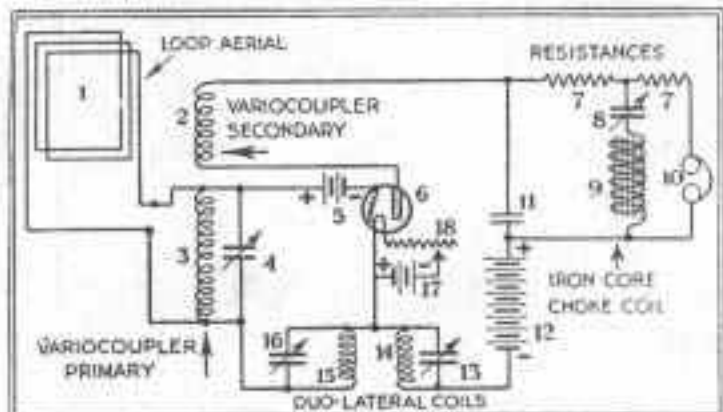 LOOP AERIAL
RESISTANCES
1
2
VARIOCOUPLER
SECONDARY
7
7
8
9
10
5
6
11
3
4
18
17
12
IRON CORE
CHOKE COIL
16
15
14
13
VARIOCOUPLER
PRIMARY
DUO-LATERAL COILS